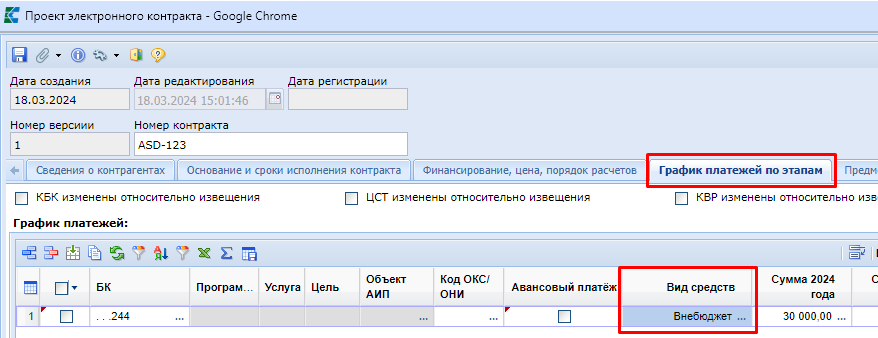 Проект электронного контракта - Google Chrome
Дата создания Дата редактирования Дата регистрации
18.03.2024 18.03.2024 15:01:46
Номер версиии Номер контракта
1 ASD-123
Сведения о контрагентах Основание и сроки исполнения контракта Финансирование, цена, порядок расчетов График платежей по этапам Предм
КБК изменены относительно извещения ЦСТ изменены относительно извещения КВР изменены относительно изве
График платежей:
БК Програм... Услуга Цель Объект АИП Код ОКС/ ОНИ Авансовый платёж Вид средств Сумма 2024 года С
1 . . .244 ... ... ... Внебюджет ... 30 000,00 ...